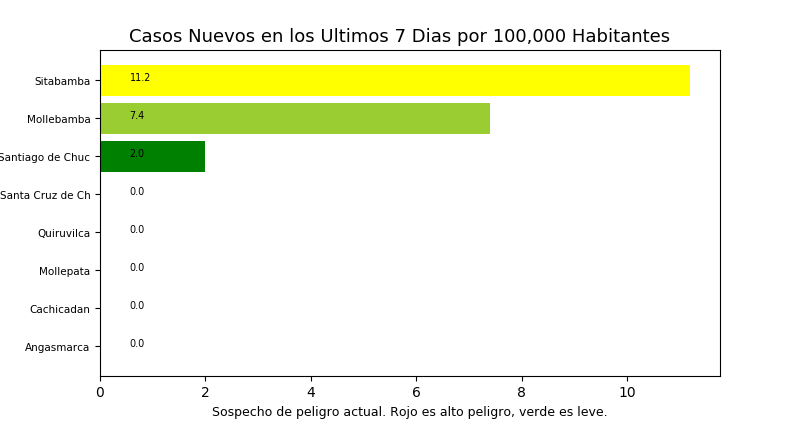 Casos Nuevos en los Ultimos 7 Dias por 100,000 Habitantes
Sitabamba 11.2
Mollebamba 7.4
Santiago de Chuc 2.0
Santa Cruz de Ch 0.0
Quiruvilca 0.0
Mollepata 0.0
Cachicadan 0.0
Angasmarca 0.0
0 2 4 6 8 10
Sospecho de peligro actual. Rojo es alto peligro, verde es leve.